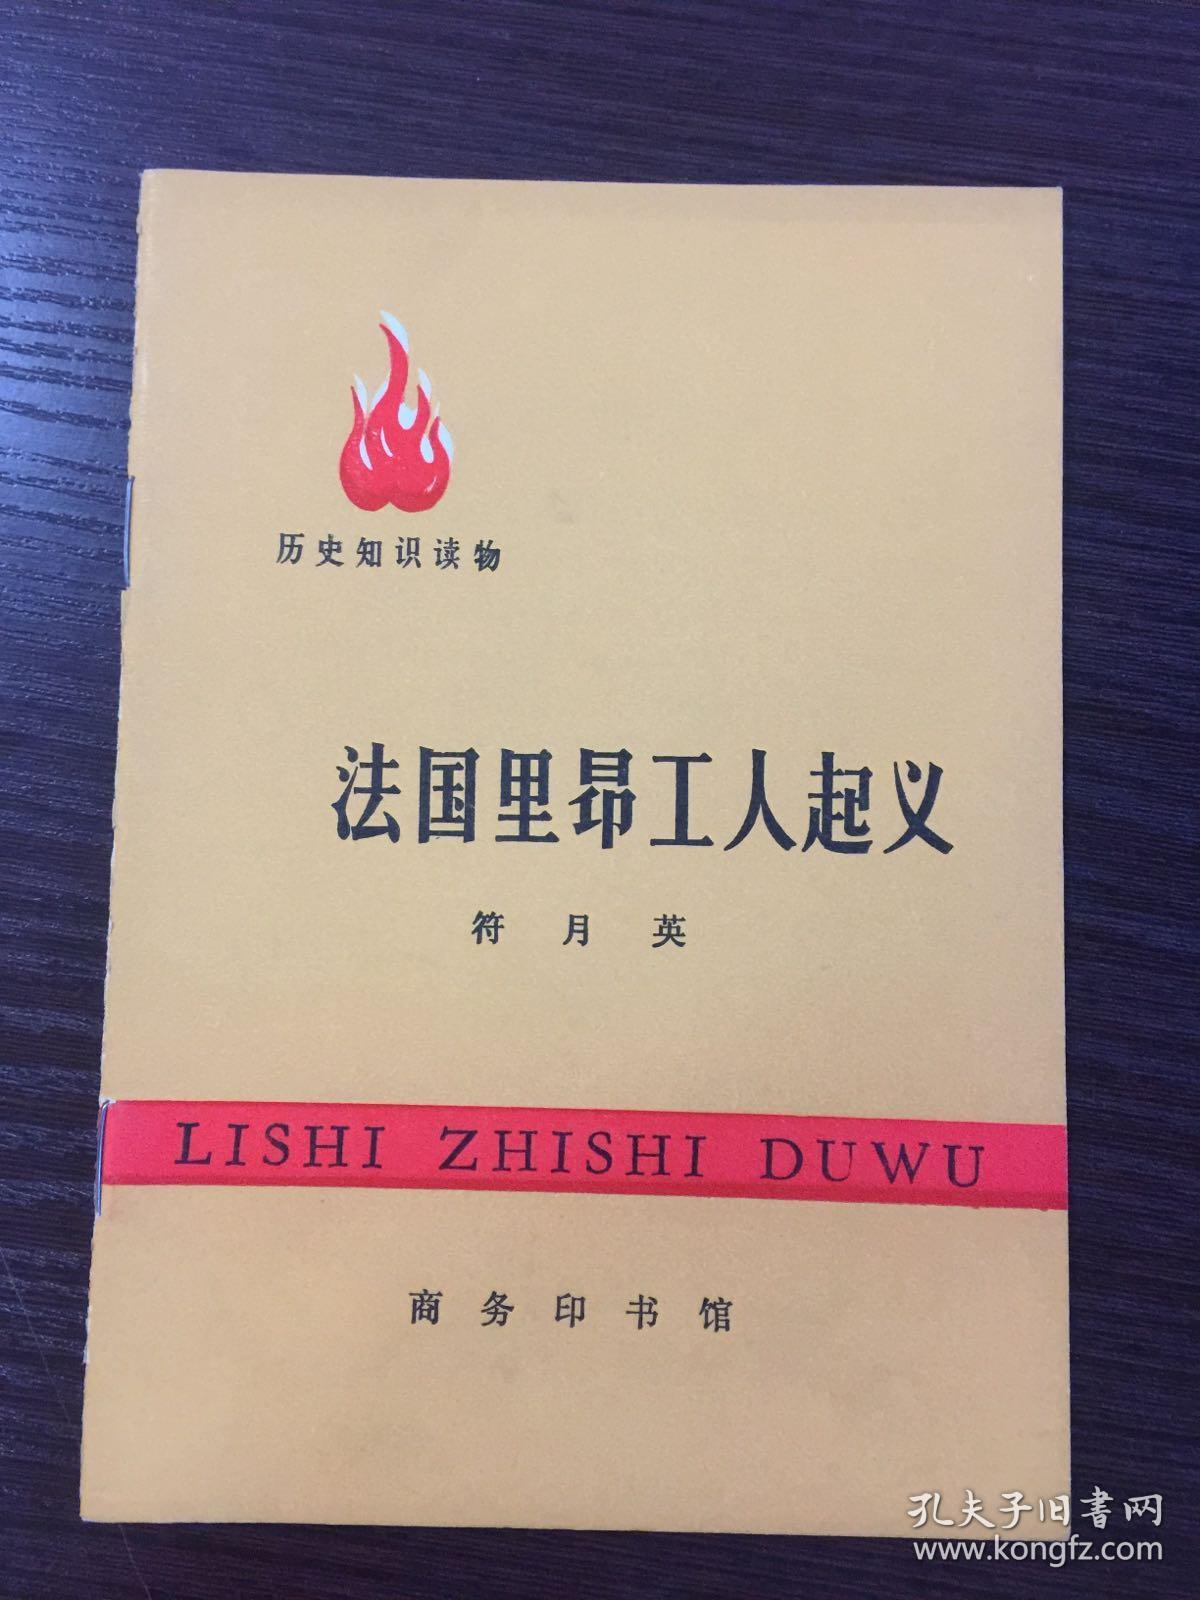 历史知识读物
法国里昂工人起义
符月英
LISHI ZHISHI DUWU
商务印书馆
孔夫子旧書网
www.kongfz.com